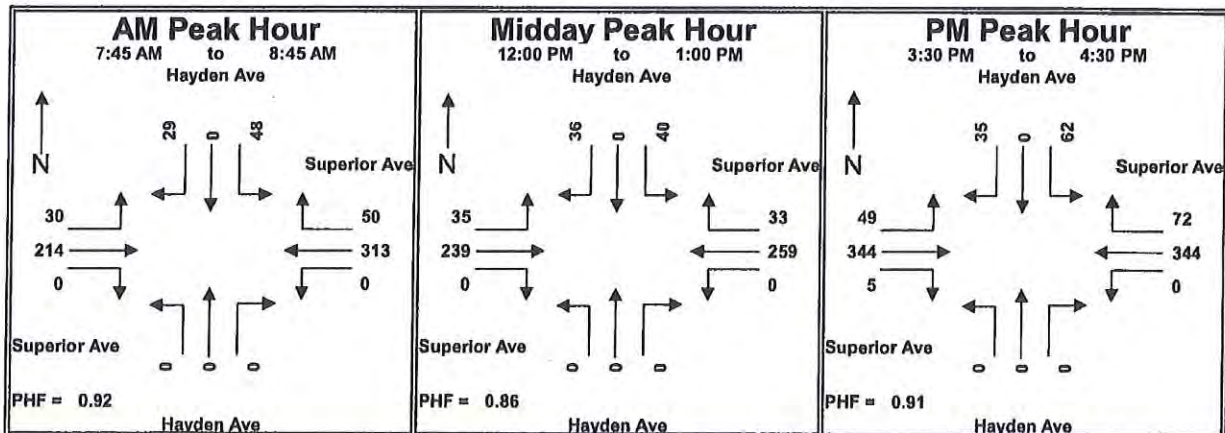 AM Peak Hour
7:45 AM to 8:45 AM
Hayden Ave
29 0 48
N
Superior Ave
30 50
214 313
0 0
Superior Ave
0 0 0
PHF = 0.92
Hayden Ave
Midday Peak Hour
12:00 PM to 1:00 PM
Hayden Ave
36 0 40
N
Superior Ave
35 33
239 259
0 0
Superior Ave
0 0 0
PHF = 0.86
Hayden Ave
PM Peak Hour
3:30 PM to 4:30 PM
Hayden Ave
35 0 62
N
Superior Ave
49 72
344 344
5 0
Superior Ave
0 0 0
PHF = 0.91
Hayden Ave